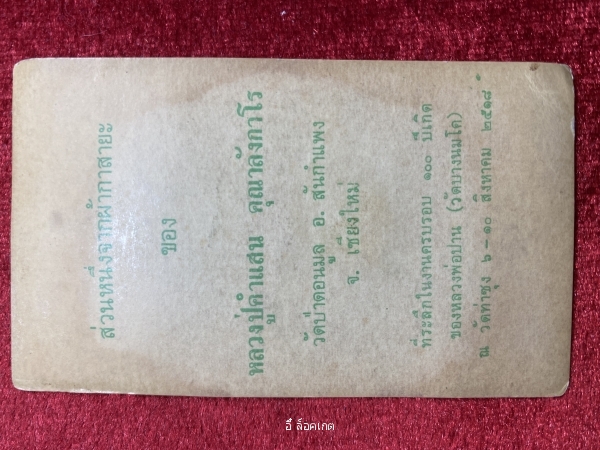 ส่วนหนึ่งจากผ้ากาสายะ
ของ
หลวงปู่คำแสน คุณาลังกาโร
วัดป่าดอนมูล อ. สันกำแพง
จ. เชียงใหม่
ที่ระลึกในงานครบรอบ ๑๐๐ ปีเกิด
ของหลวงพ่อปาน (วัดบางนมโค)
ณ วัดท่าซุง ๖ – ๑๐ สิงหาคม ๒๕๑๘
อี๊ ล็อคเกต